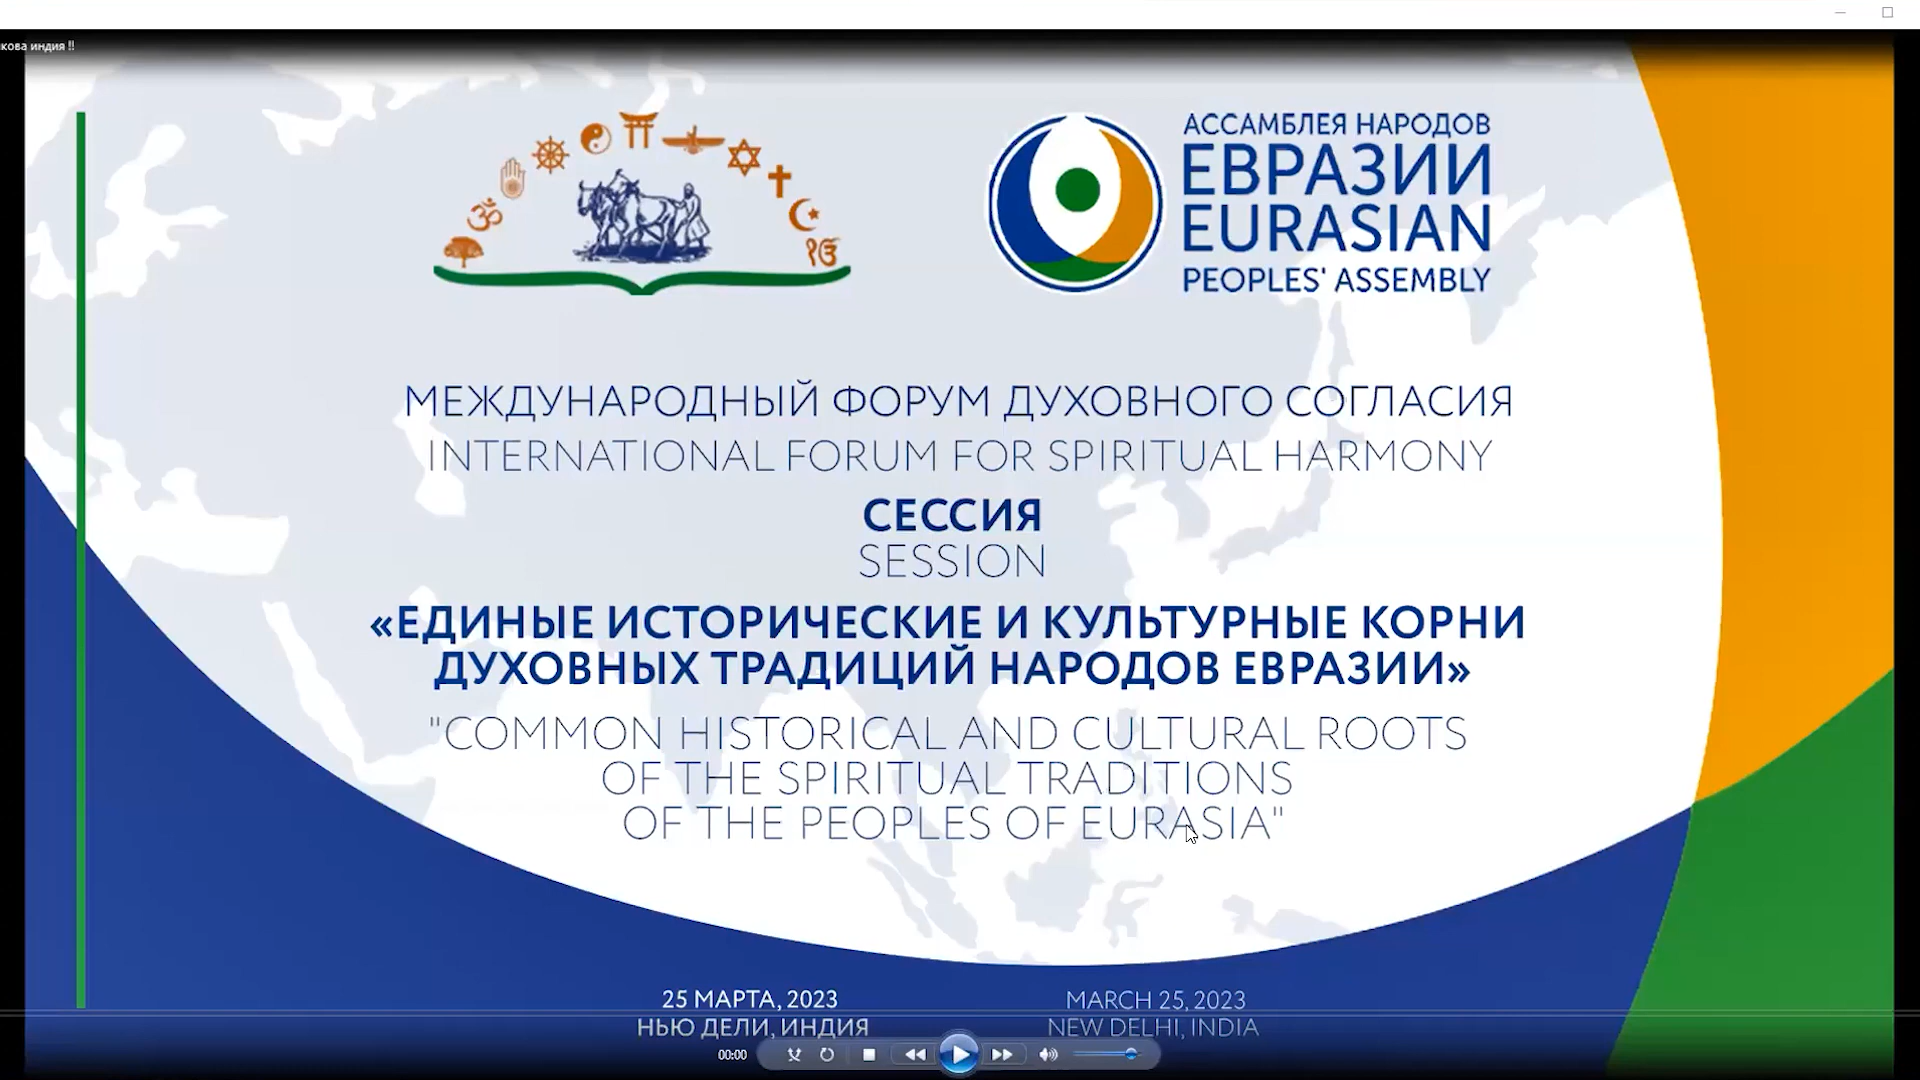 кова индия !!
АССАМБЛЕЯ НАРОДОВ
ЕВРАЗИИ
EURASIAN
PEOPLES' ASSEMBLY
МЕЖДУНАРОДНЫЙ ФОРУМ ДУХОВНОГО СОГЛАСИЯ
INTERNATIONAL FORUM FOR SPIRITUAL HARMONY
СЕССИЯ
SESSION
«ЕДИНЫЕ ИСТОРИЧЕСКИЕ И КУЛЬТУРНЫЕ КОРНИ
ДУХОВНЫХ ТРАДИЦИЙ НАРОДОВ ЕВРАЗИИ»
"COMMON HISTORICAL AND CULTURAL ROOTS
OF THE SPIRITUAL TRADITIONS
OF THE PEOPLES OF EURASIA"
25 МАРТА, 2023
НЬЮ ДЕЛИ, ИНДИЯ
MARCH 25, 2023
NEW DELHI, INDIA
00:00